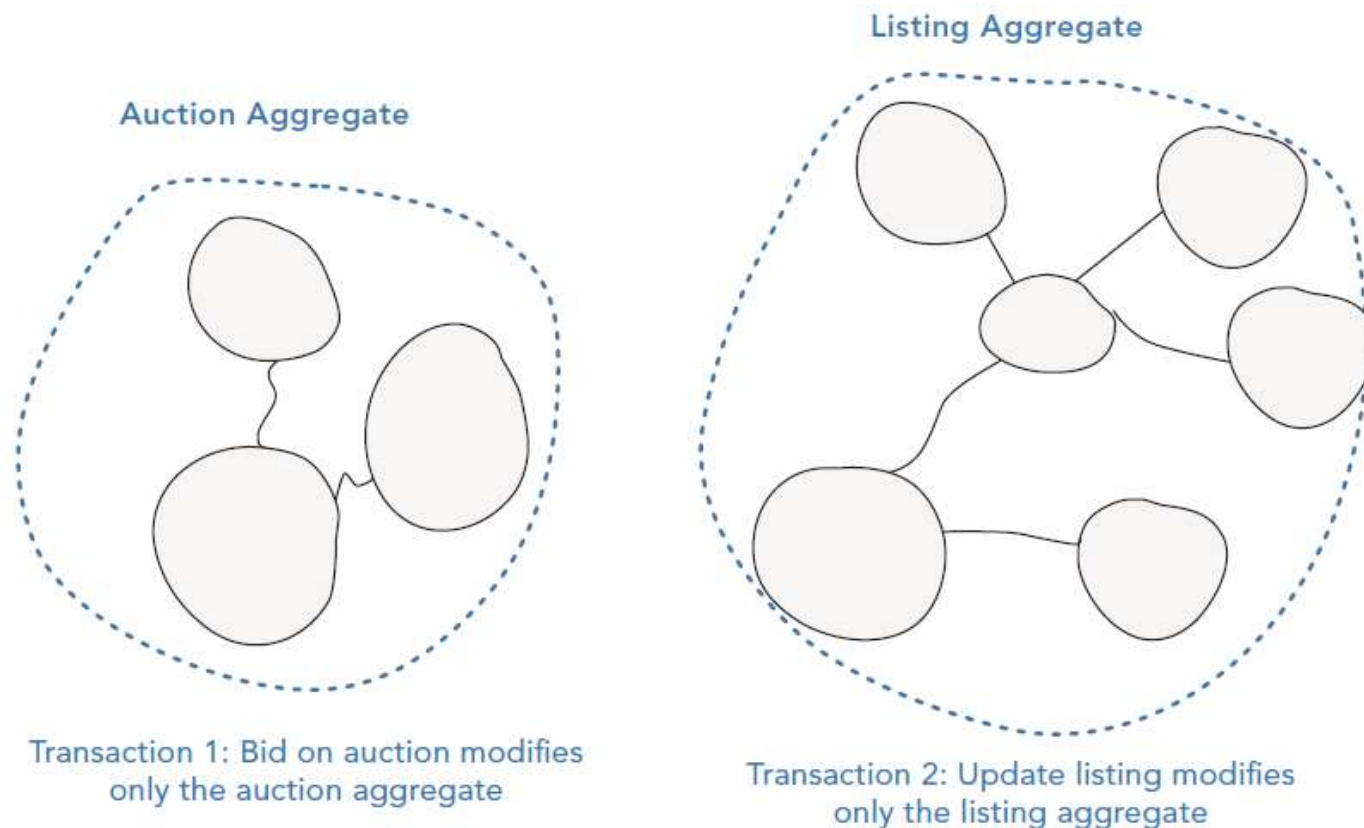 Listing Aggregate
Auction Aggregate
Transaction 1: Bid on auction modifies
only the auction aggregate
Transaction 2: Update listing modifies
only the listing aggregate